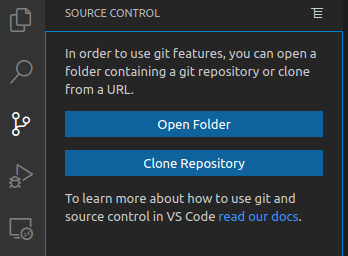 SOURCE CONTROL
In order to use git features, you can open a
folder containing a git repository or clone
from a URL.
Open Folder
Clone Repository
To learn more about how to use git and
source control in VS Code read our docs.